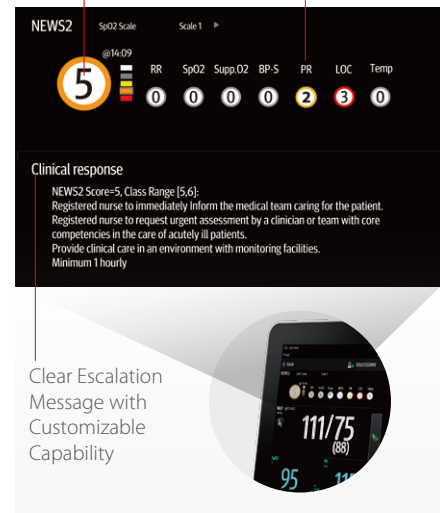 NEWS2 SpO2 Scale Scale 1
@14:09
5
RR SpO2 Supp.O2 BP-S PR LOC Temp
0 0 0 0 2 3 0
Clinical response
NEWS2 Score=5, Class Range [5,6]:
Registered nurse to immediately Inform the medical team caring for the patient.
Registered nurse to request urgent assessment by a clinician or team with core
competencies in the care of acutely ill patients.
Provide clinical care in an environment with monitoring facilities.
Minimum 1 hourly
Clear Escalation
Message with
Customizable
Capability
NEWS2
111/75
(88)
95